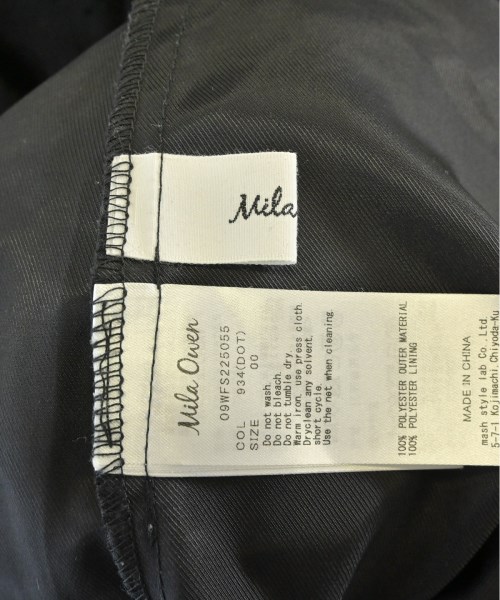 Mila
Mila Owen
09WFS225055
COL 934(DOT)
SIZE 00
Do not wash.
Do not bleach.
Do not tumble dry.
Warm iron, use press cloth.
Dryclean any solvent,
short cycle.
Use the net when cleaning.
100% POLYESTER OUTER MATERIAL
100% POLYESTER LINING
MADE IN CHINA
mash style lab Co.,Ltd.
5-7-1 Kojimachi,Chiyoda-Ku